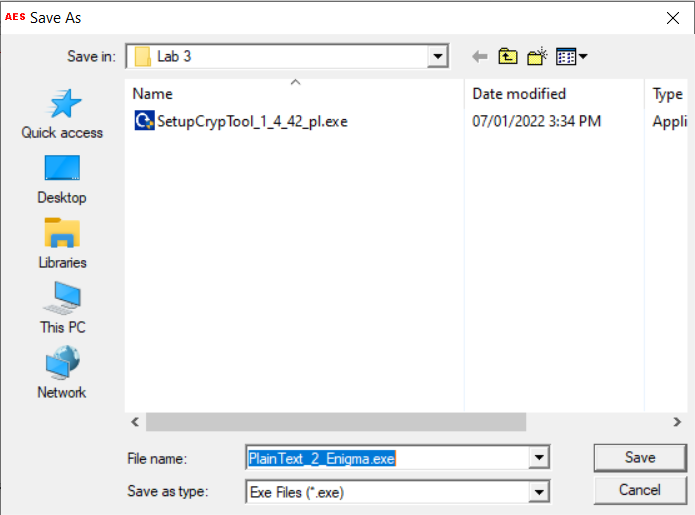 AES Save As
Save in: Lab 3
Name Date modified Type
SetupCrypTool_1_4_42_pl.exe 07/01/2022 3:34 PM Appli
Quick access
Desktop
Libraries
This PC
Network
File name: PlainText_2_Enigma.exe Save
Save as type: Exe Files (*.exe) Cancel